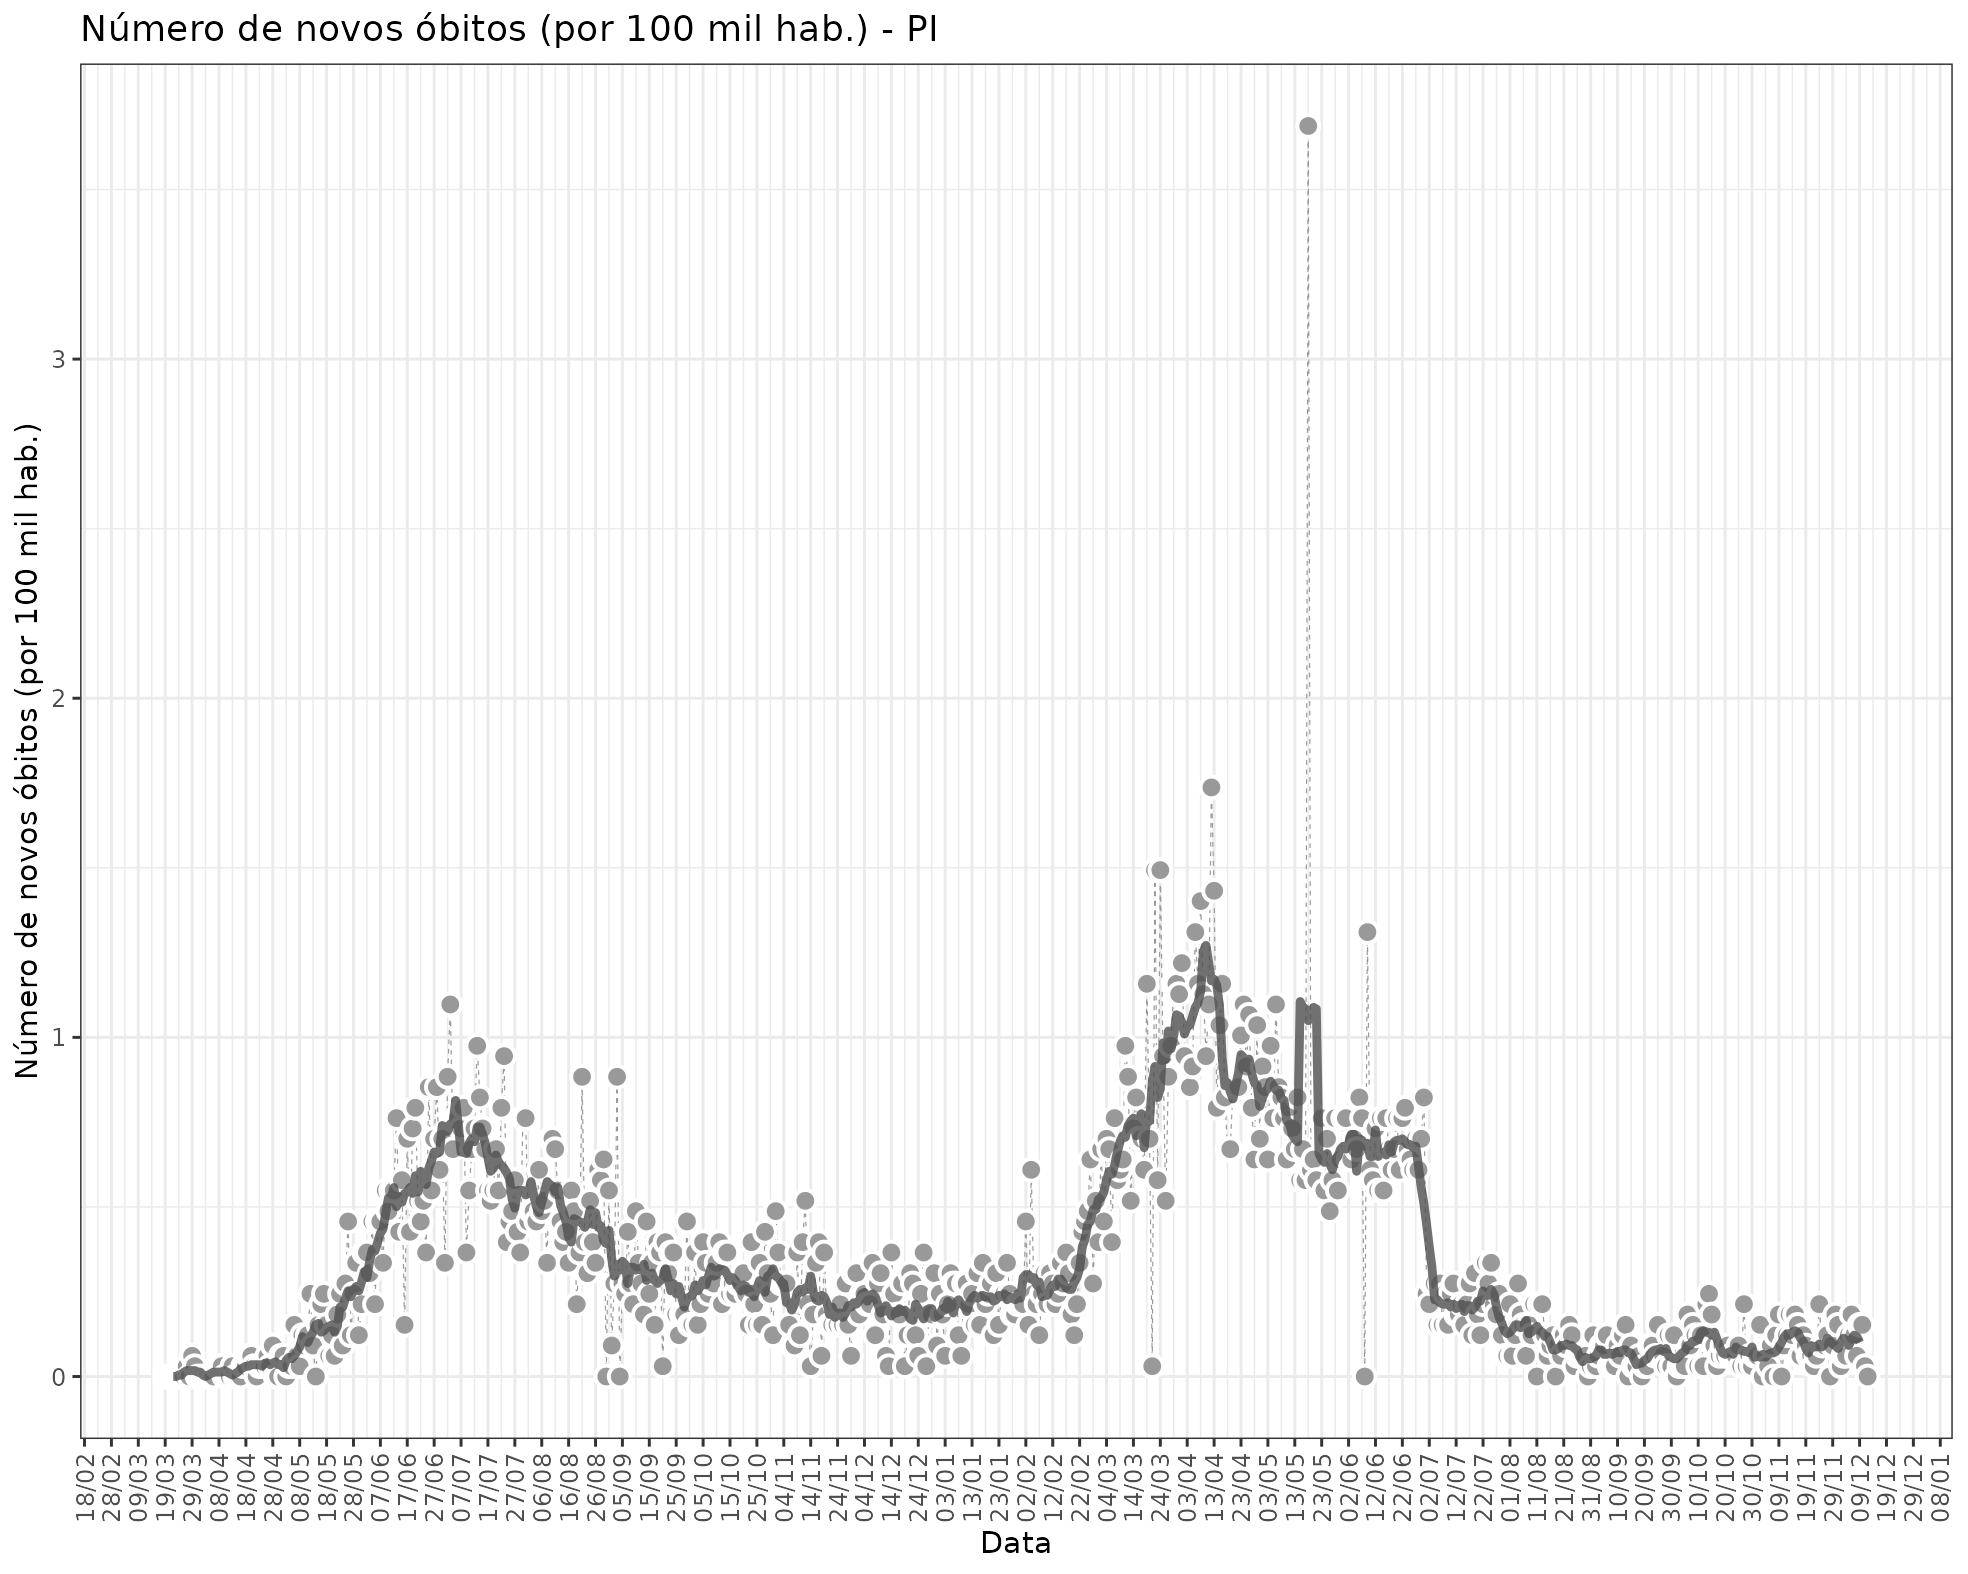 Número de novos óbitos (por 100 mil hab.) - PI
Número de novos óbitos (por 100 mil hab.)
3
2
1
0
18/02 28/02 09/03 19/03 29/03 08/04 18/04 28/04 08/05 18/05 28/05 07/06 17/06 27/06 07/07 17/07 27/07 06/08 16/08 26/08 05/09 15/09 25/09 05/10 15/10 25/10 04/11 14/11 24/11 04/12 14/12 24/12 03/01 13/01 23/01 02/02 12/02 22/02 04/03 14/03 24/03 03/04 13/04 23/04 03/05 13/05 23/05 02/06 12/06 22/06 02/07 12/07 22/07 01/08 11/08 21/08 31/08 10/09 20/09 30/09 10/10 20/10 30/10 09/11 19/11 29/11 09/12 19/12 29/12 08/01
Data